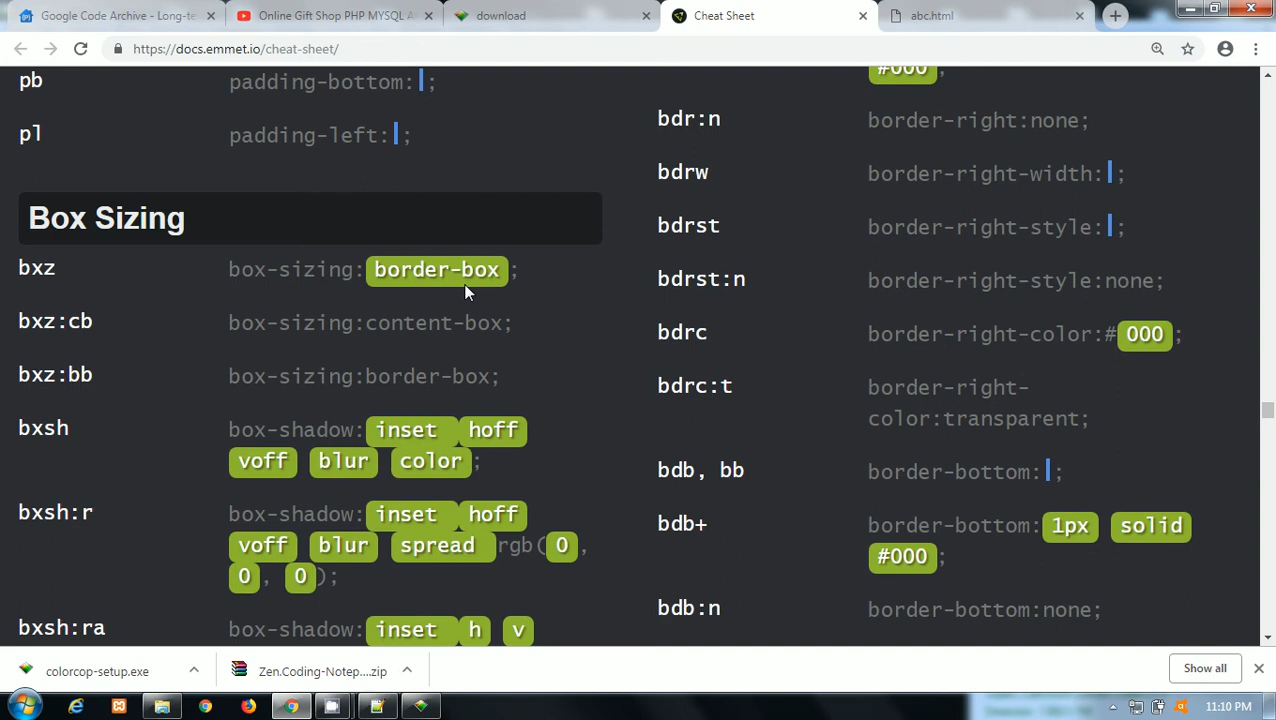 Google Code Archive - Long-te
Online Gift Shop PHP MYSQL
download
Cheat Sheet
abc.html
https://docs.emmet.io/cheat-sheet/
pb padding-bottom:|;
pl padding-left:|;
Box Sizing
bxz box-sizing:border-box;
bxz:cb box-sizing:content-box;
bxz:bb box-sizing:border-box;
bxsh box-shadow:inset hoff
voff blur color;
bxsh:r box-shadow:inset hoff
voff blur spread rgb(0,
0, 0);
bxsh:ra box-shadow:inset h v
#000;
bdr:n border-right:none;
bdrw border-right-width:|;
bdrst border-right-style:|;
bdrst:n border-right-style:none;
bdrc border-right-color:#000;
bdrc:t border-right-
color:transparent;
bdb, bb border-bottom:|;
bdb+ border-bottom:1px solid
#000;
bdb:n border-bottom:none;
colorcop-setup.exe
Zen.Coding-Notep....zip
Show all
11:10 PM